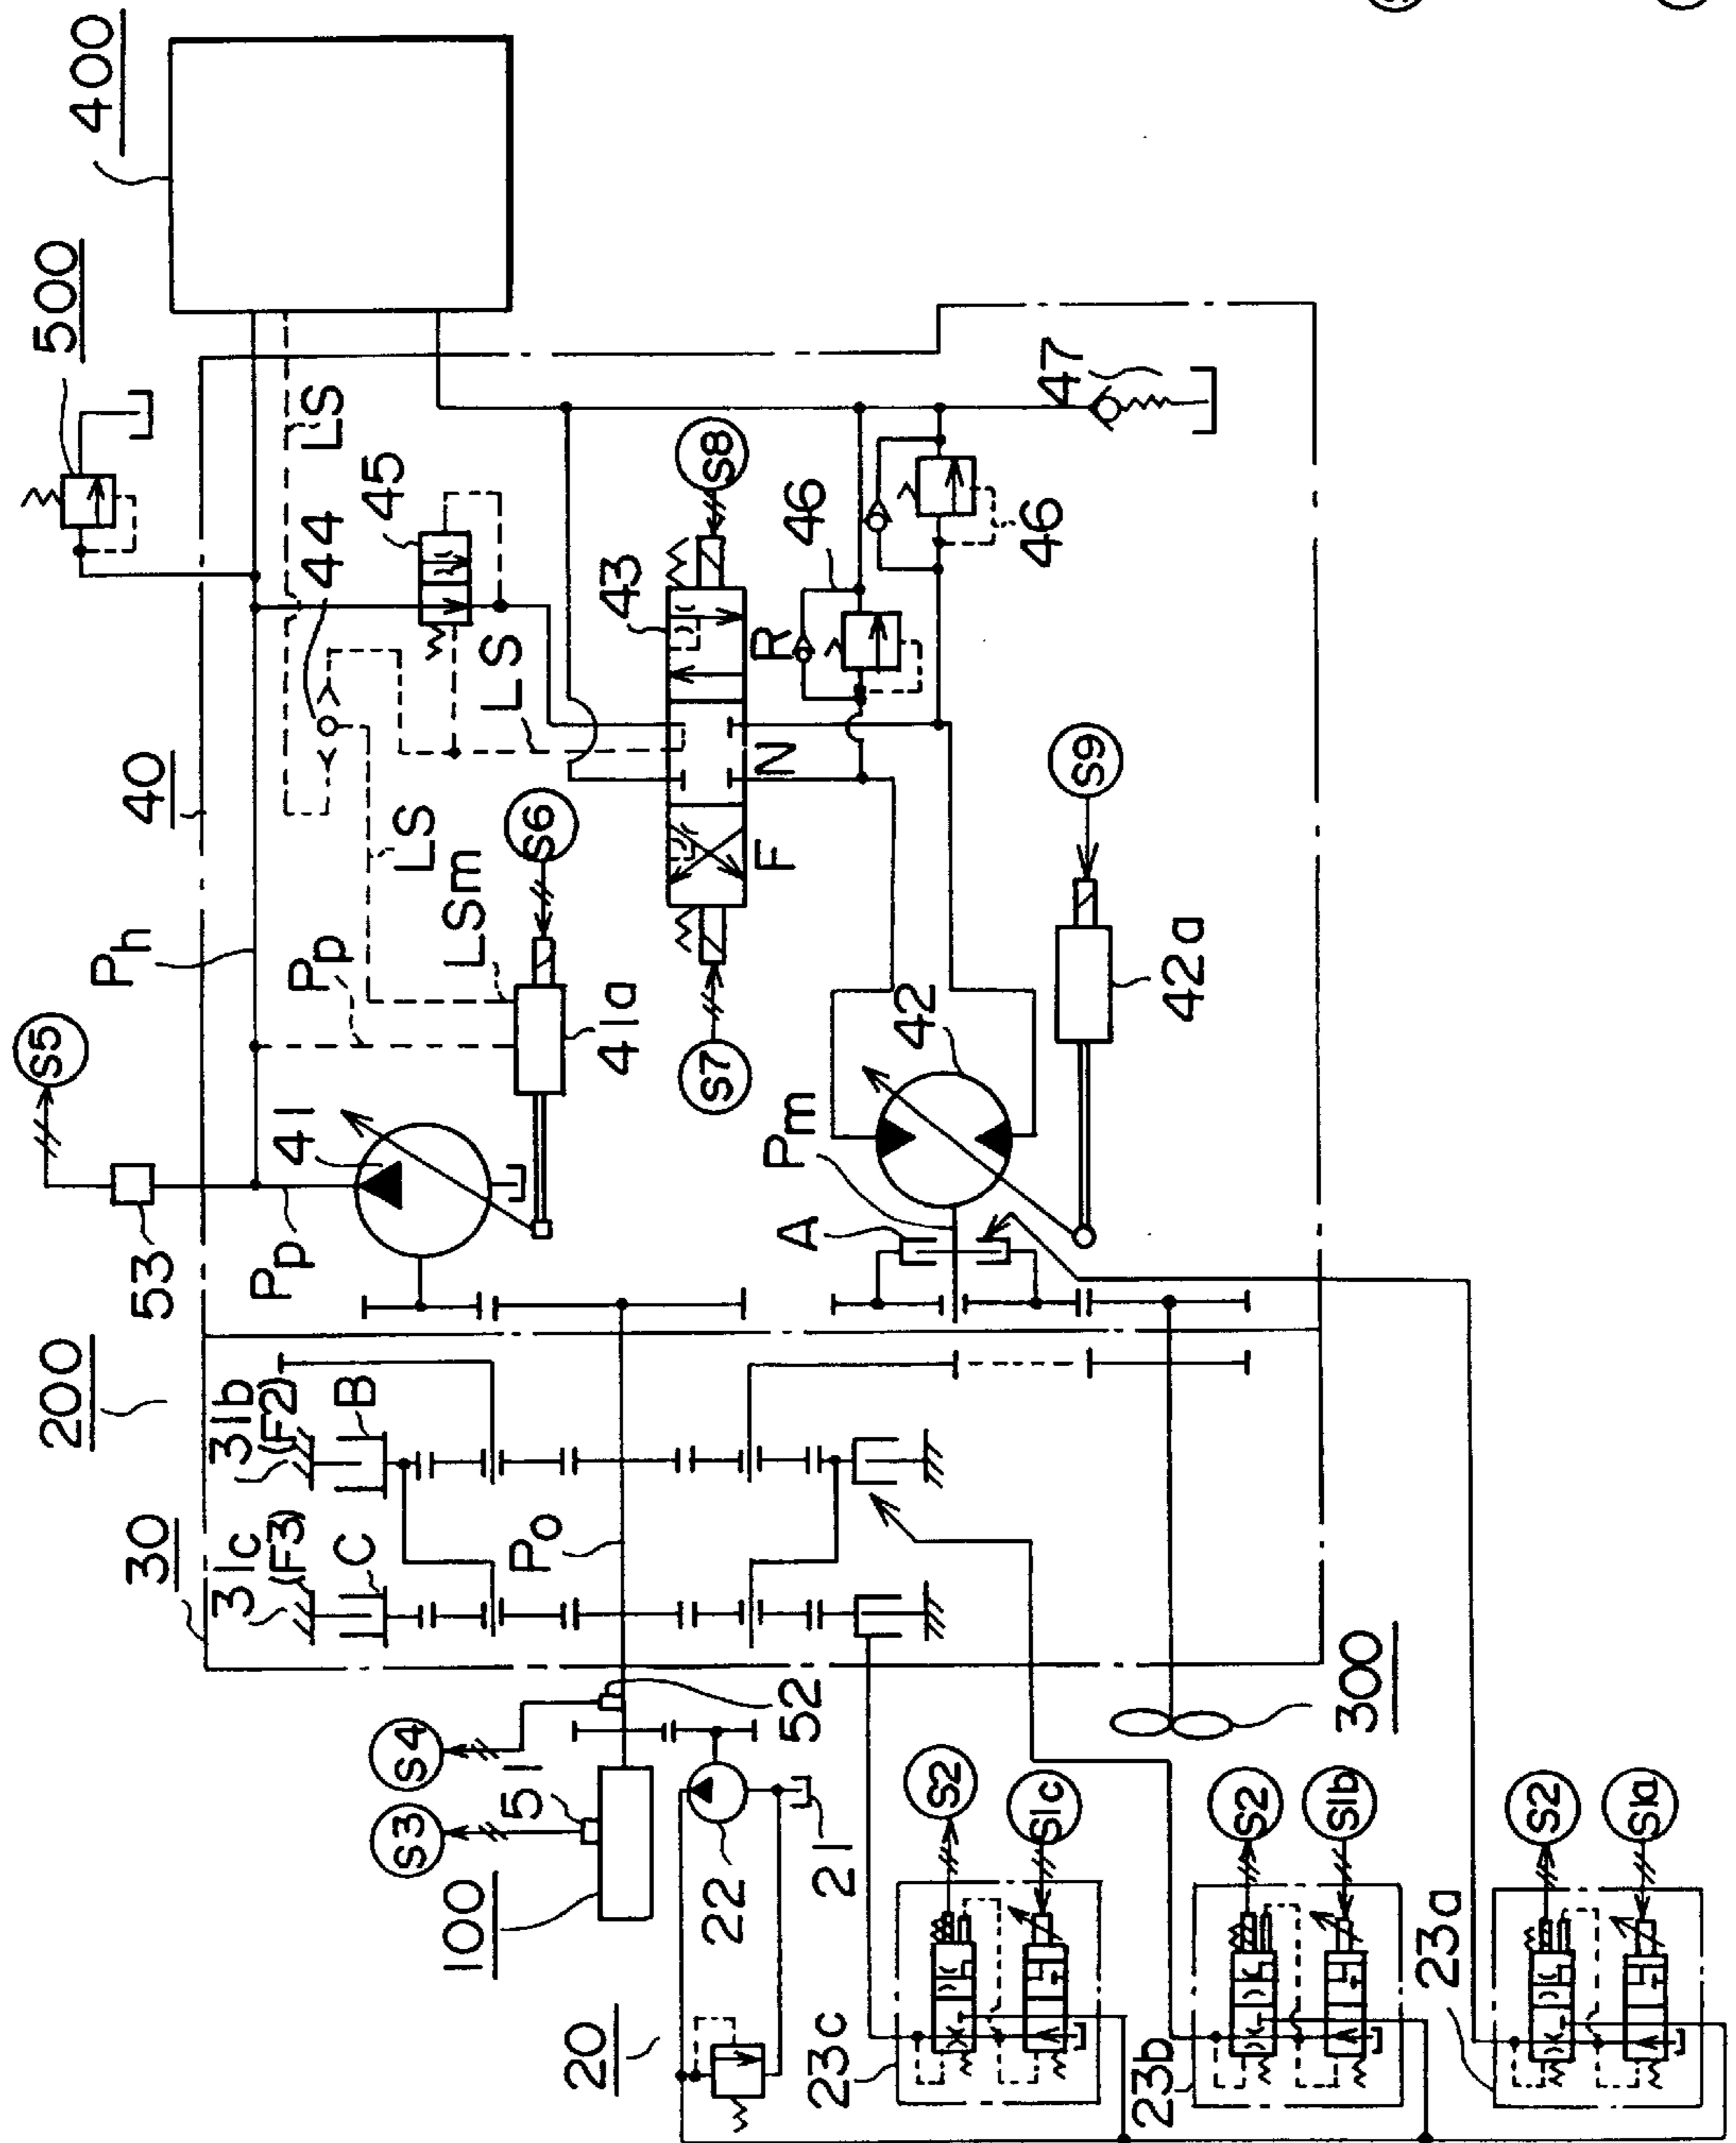 400
500
LS
44
45
S8
47
46
46
43
R
LS
N
F
40
LS
S6
LSm
Pp
Ph
S5
41
41a
S7
S9
42a
42
Pm
A
53
Pp
200
31b
(F2)
B
30
31c
(F3)
C
Po
300
52
S4
S3
51
100
22
21
20
S2
S1c
23c
S2
S1b
23b
S2
S1a
23a